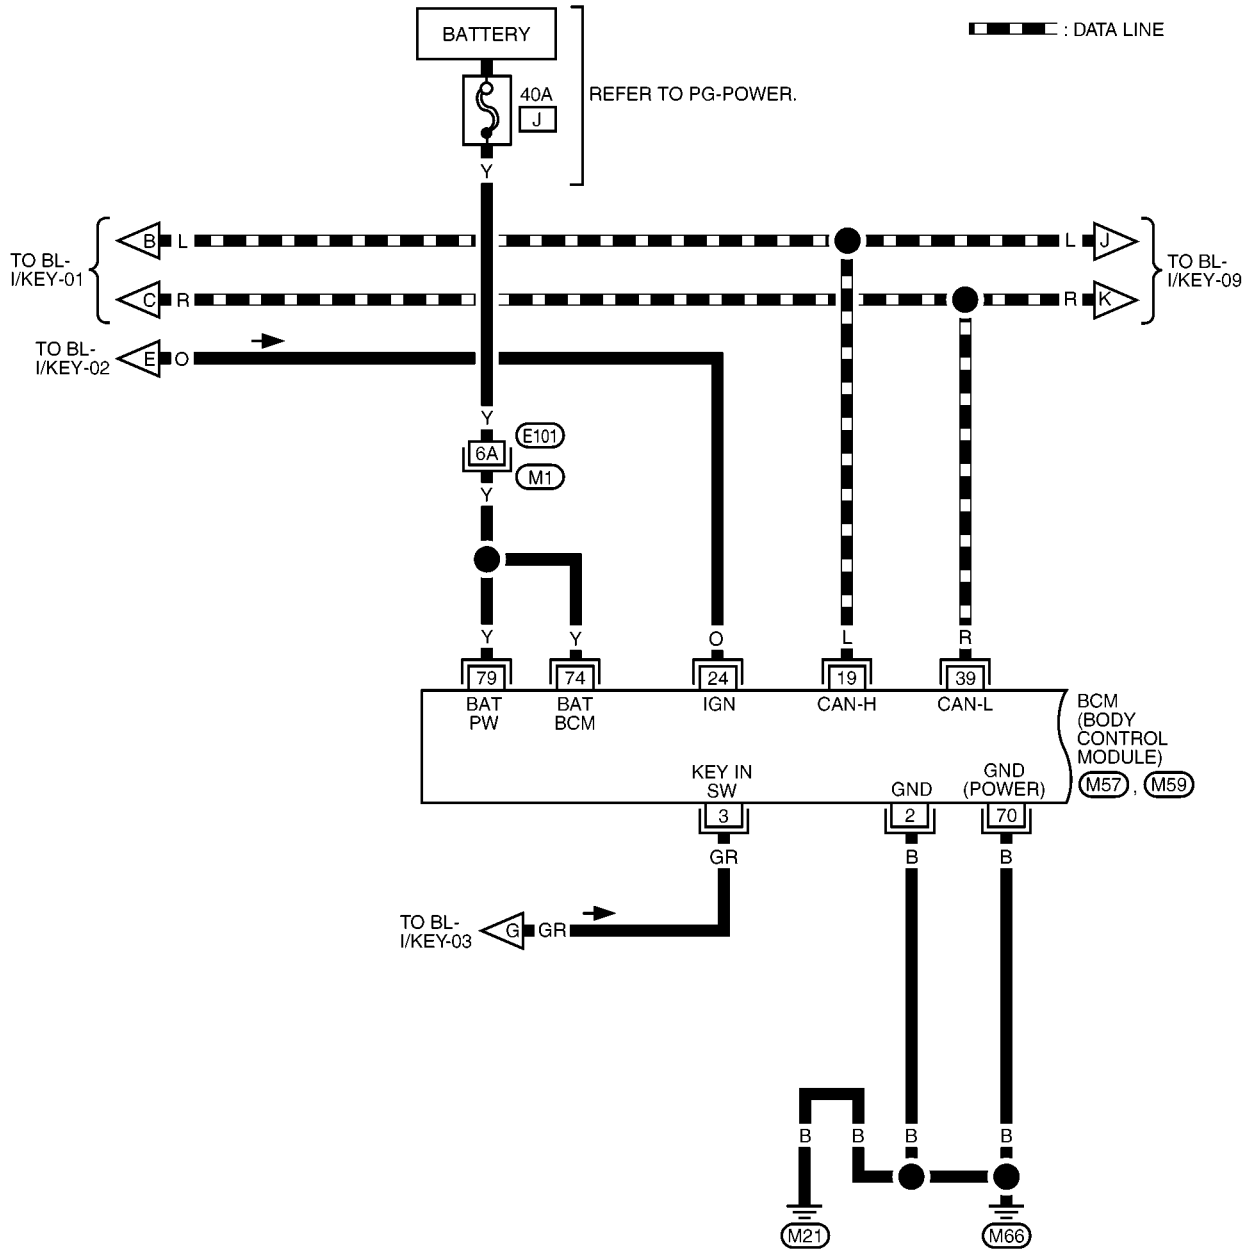 BATTERY
: DATA LINE
40A
J
REFER TO PG-POWER.
Y
TO BL-
I/KEY-01
B
L
L
J
C
R
R
K
TO BL-
I/KEY-09
TO BL-
I/KEY-02
E
O
Y
6A
E101
M1
Y
Y
Y
O
L
R
79
74
24
19
39
BAT
PW
BAT
BCM
IGN
CAN-H
CAN-L
BCM
(BODY
CONTROL
MODULE)
M57 , M59
KEY IN
SW
GND
GND
(POWER)
3
2
70
GR
B
B
TO BL-
I/KEY-03
G
GR
B
B
B
B
M21
M66